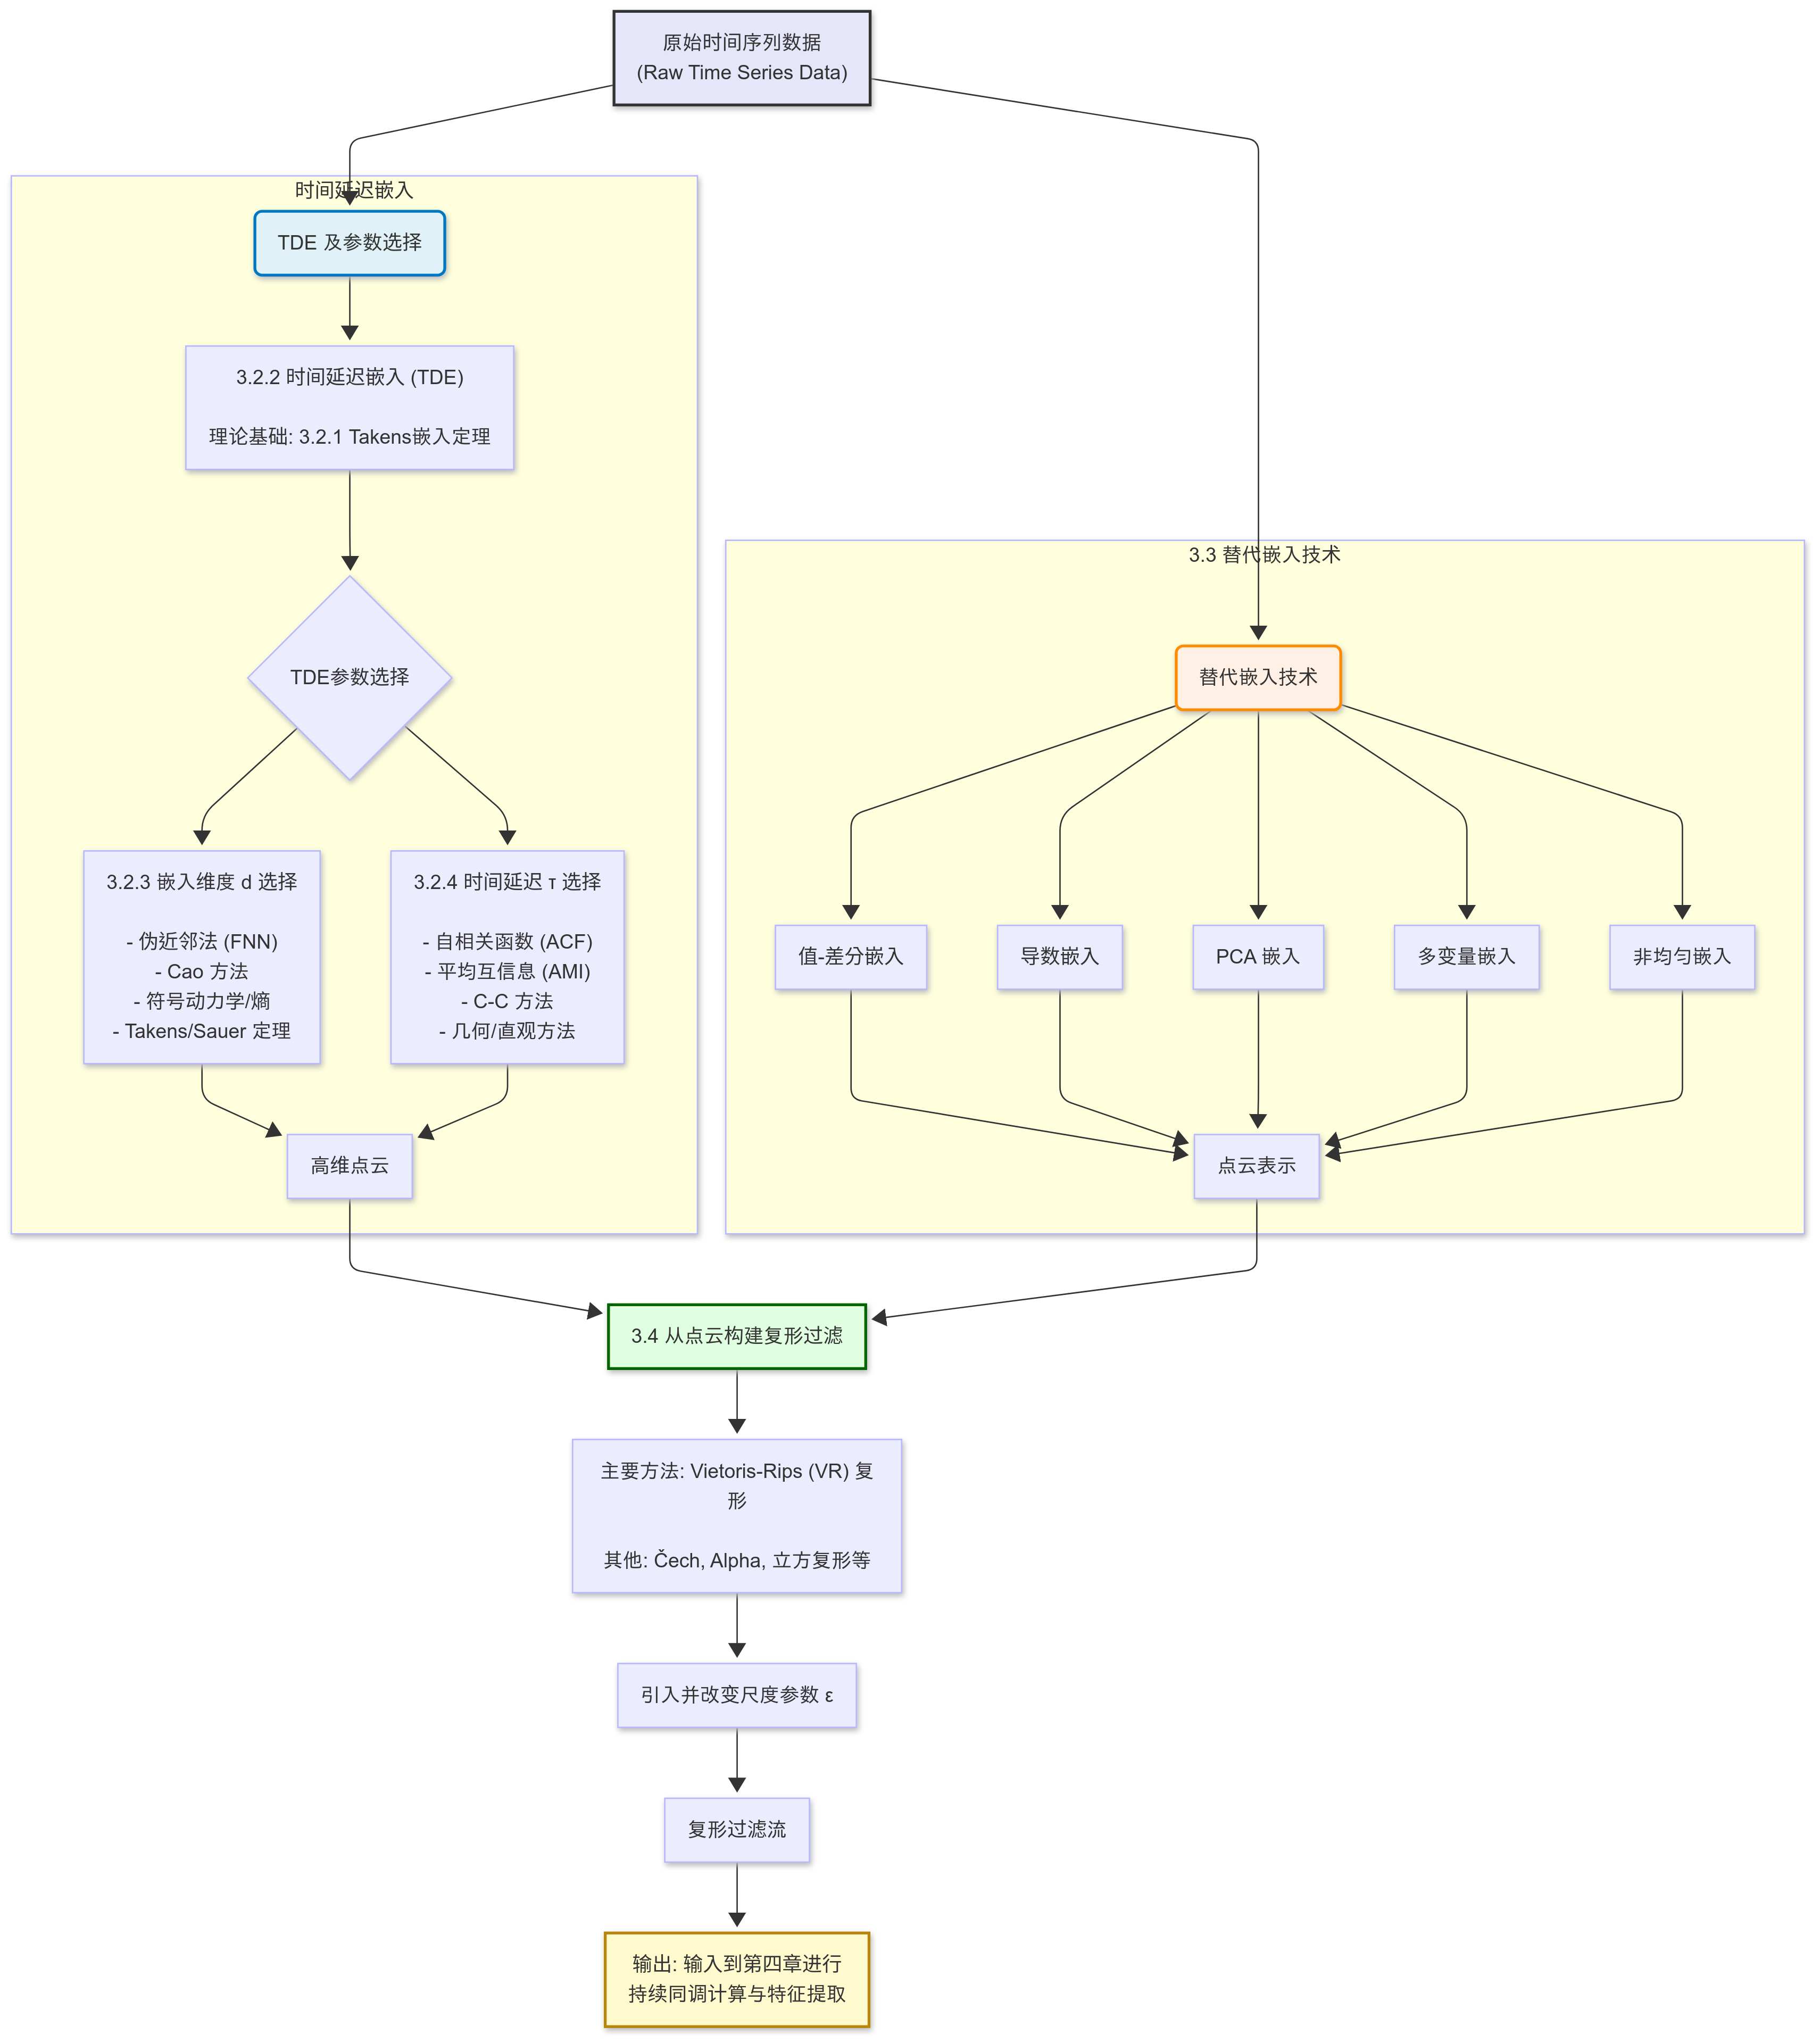 原始时间序列数据
(Raw Time Series Data)
时间延迟嵌入
TDE 及参数选择
3.2.2 时间延迟嵌入 (TDE)
理论基础: 3.2.1 Takens嵌入定理
TDE参数选择
3.2.3 嵌入维度 d 选择
- 伪近邻法 (FNN)
- Cao 方法
- 符号动力学/熵
- Takens/Sauer 定理
3.2.4 时间延迟 τ 选择
- 自相关函数 (ACF)
- 平均互信息 (AMI)
- C-C 方法
- 几何/直观方法
高维点云
3.3 替代嵌入技术
替代嵌入技术
值-差分嵌入
导数嵌入
PCA 嵌入
多变量嵌入
非均匀嵌入
点云表示
3.4 从点云构建复形过滤
主要方法: Vietoris-Rips (VR) 复
形
其他: Čech, Alpha, 立方复形等
引入并改变尺度参数 ε
复形过滤流
输出: 输入到第四章进行
持续同调计算与特征提取